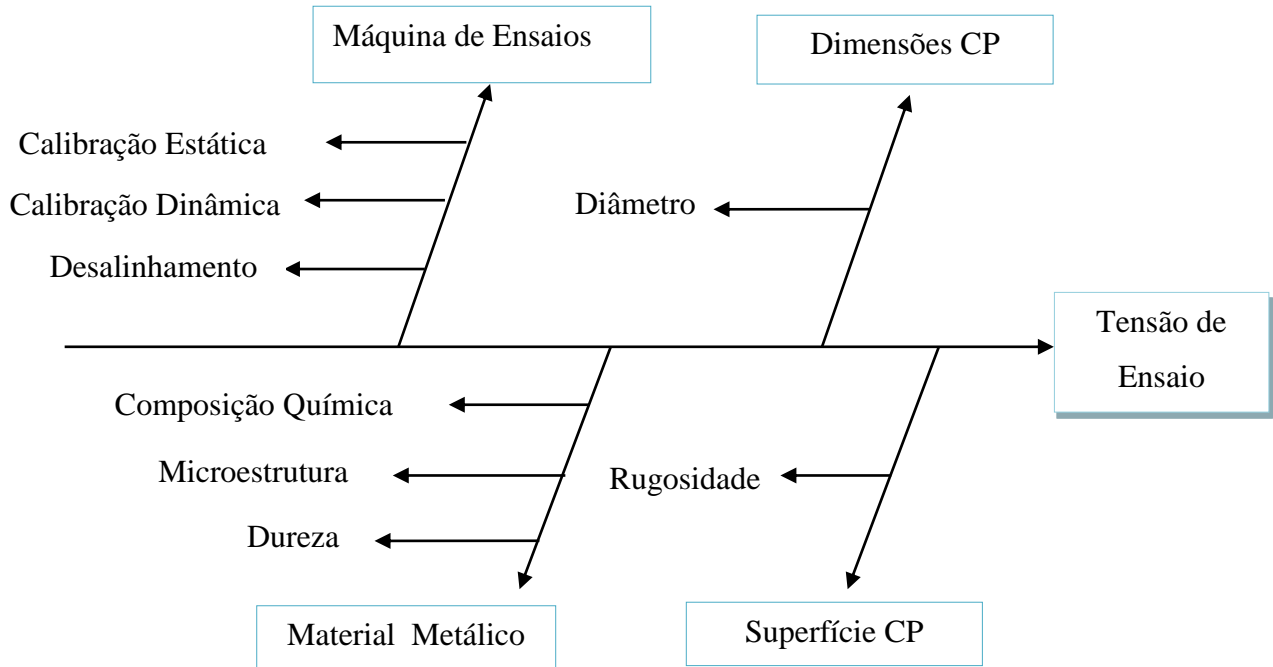 Máquina de Ensaios
Dimensões CP
Calibração Estática
Calibração Dinâmica
Diâmetro
Desalinhamento
Tensão de
Ensaio
Composição Química
Microestrutura
Rugosidade
Dureza
Material Metálico
Superfície CP